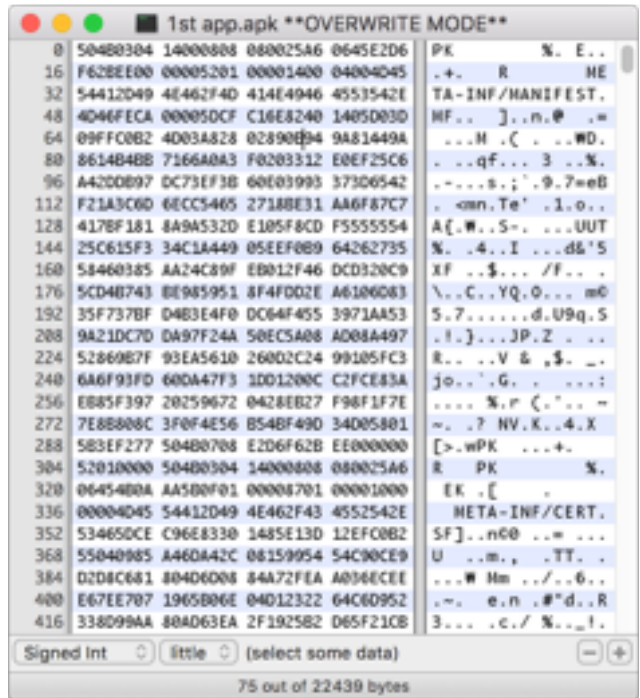 1st app.apk **OVERWRITE MODE**
0 504B0304 14000808 080025A6 0645E2D6 PK %. E..
16 F62BEE00 00005201 00001400 04004D45 .+. R ME
32 54412D49 4E462F4D 414E4946 4553542E TA-INF/MANIFEST.
48 4D46FECA 00005DCF C16E8240 1405D03D MF.. ]..n.@ .=
64 09FFC0B2 4D03A828 02890B94 9A81449A ...M .( . ..WD.
80 8614B4BB 7166A0A3 F0203312 E0EF25C6 . ..qf... 3 ..%.
96 A42DDB97 DC73EF3B 60E03993 373D6542 .-...s.;`.9.7=eB
112 F21A3C6D 6ECC5465 2718BE31 AA6F87C7 . <mn.Te' .1.o..
128 417BF181 8A9A532D E105F8CD F5555554 A{.W..S-. ...UUT
144 25C615F3 34C1A449 05EEF0B9 64262735 %. .4..I ...d&'5
160 58460385 AA24C89F EB012F46 DCD320C9 XF ..$... /F.. .
176 5CD4B743 BE985951 8F4FDD2E A6106D83 \..C..YQ.O... m©
192 35F737BF D4B3E4F0 DC64F455 3971AA53 5.7......d.U9q.S
208 9A21DC7D DA97F24A 50EC5A08 AD08A497 .!.}...JP.Z . ..
224 52869B7F 93EA5610 260D2C24 99105FC3 R.. ..V & ,$. _.
240 6A6F93FD 60DA47F3 1DD1200C C2FCE83A jo..`.G. . ...:
256 EB85F397 20259672 0428EB27 F98F1F7E .... %.r (.'.. ~
272 7E8B808C 3F0F4E56 B54BF49D 34D05801 ~. .? NV.K..4.X
288 5B3EF277 504B0708 E2D6F62B EE000000 [>.wPK ...+.
304 52010000 504B0304 14000808 080025A6 R PK %.
320 06454B0A AA5B0F01 00008701 00001000 EK .[ .
336 00004D45 54412D49 4E462F43 4552542E META-INF/CERT.
352 53465DCE C96E8330 1485E13D 12EFC0B2 SF]..n©0 ..= ...
368 55040985 A46DA42C 08159954 54C90CE9 U ..m., .TT. .
384 D2D8C681 804D6D08 84A72FEA A036ECEE ...W Mm ../..6..
400 E67EE707 1965B06E 04D12322 64C6D952 .~. e.n .#"d..R
416 338D99AA 80AD63EA 2F1925B2 D65F21CB 3... .c./ %.._!.
Signed Int little (select some data)
75 out of 22439 bytes